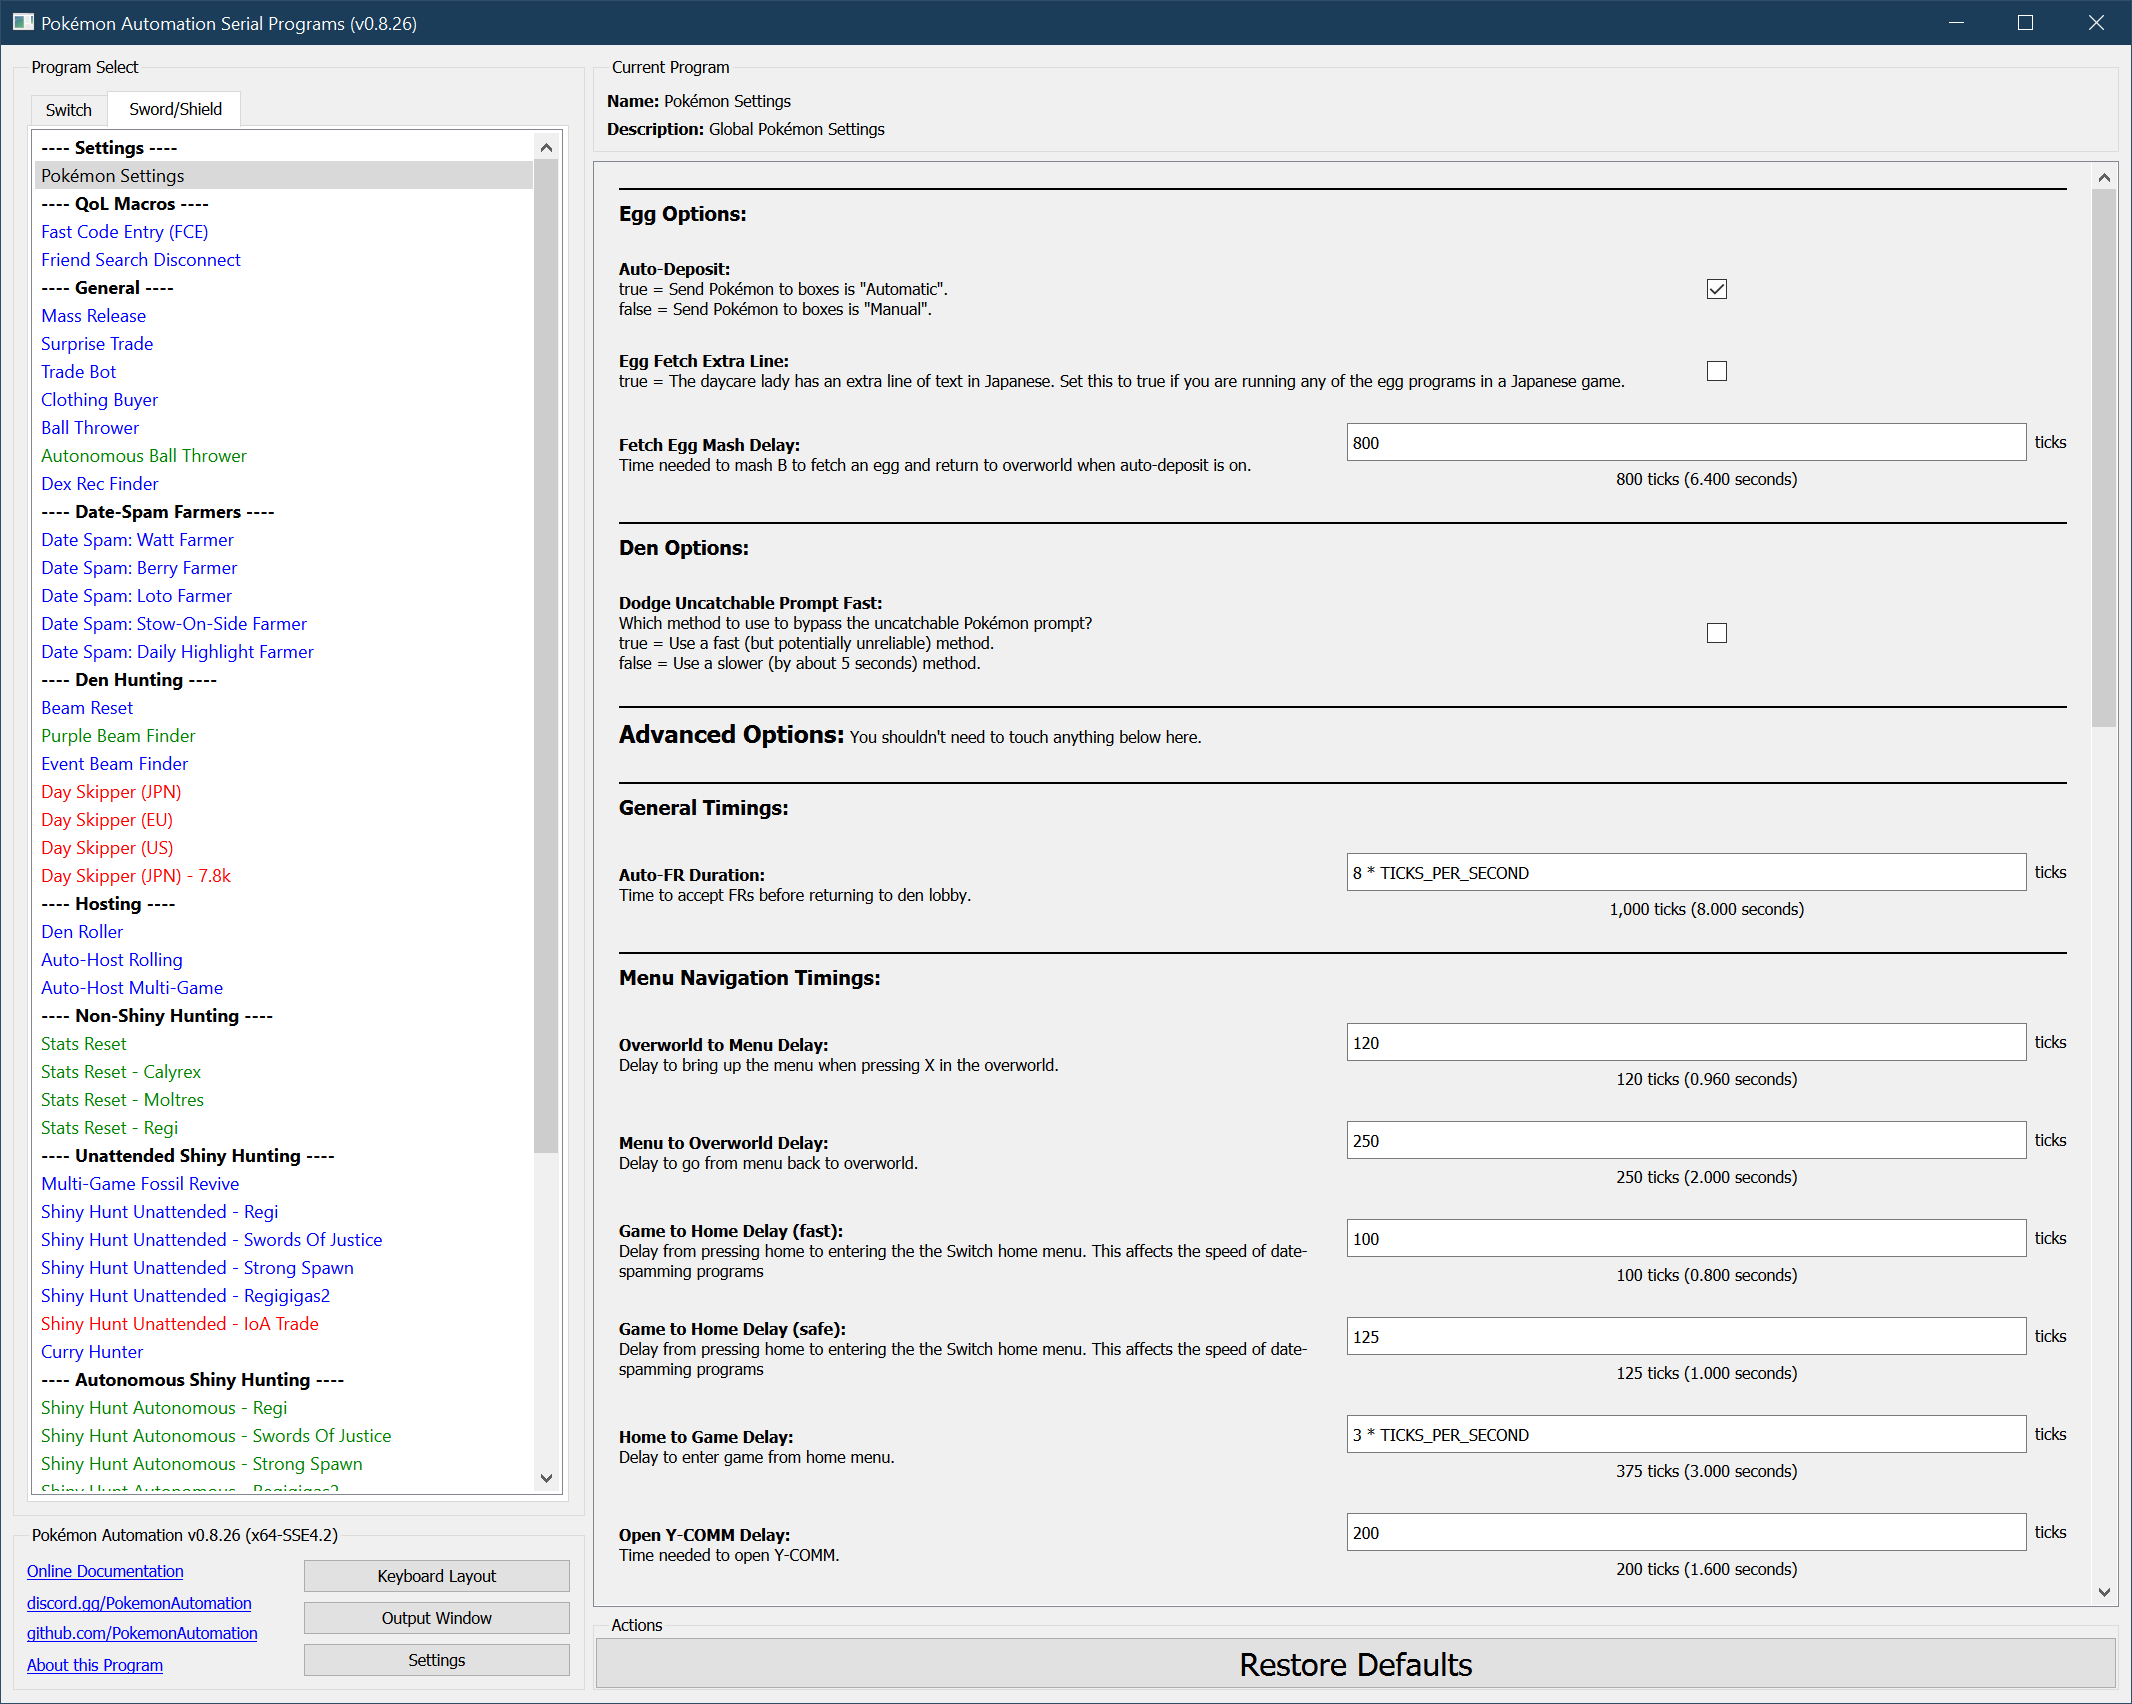 Pokémon Automation Serial Programs (v0.8.26)
Program Select
Switch
Sword/Shield
---- Settings ----
Pokémon Settings
---- QoL Macros ----
Fast Code Entry (FCE)
Friend Search Disconnect
---- General ----
Mass Release
Surprise Trade
Trade Bot
Clothing Buyer
Ball Thrower
Autonomous Ball Thrower
Dex Rec Finder
---- Date-Spam Farmers ----
Date Spam: Watt Farmer
Date Spam: Berry Farmer
Date Spam: Loto Farmer
Date Spam: Stow-On-Side Farmer
Date Spam: Daily Highlight Farmer
---- Den Hunting ----
Beam Reset
Purple Beam Finder
Event Beam Finder
Day Skipper (JPN)
Day Skipper (EU)
Day Skipper (US)
Day Skipper (JPN) - 7.8k
---- Hosting ----
Den Roller
Auto-Host Rolling
Auto-Host Multi-Game
---- Non-Shiny Hunting ----
Stats Reset
Stats Reset - Calyrex
Stats Reset - Moltres
Stats Reset - Regi
---- Unattended Shiny Hunting ----
Multi-Game Fossil Revive
Shiny Hunt Unattended - Regi
Shiny Hunt Unattended - Swords Of Justice
Shiny Hunt Unattended - Strong Spawn
Shiny Hunt Unattended - Regigigas2
Shiny Hunt Unattended - IoA Trade
Curry Hunter
---- Autonomous Shiny Hunting ----
Shiny Hunt Autonomous - Regi
Shiny Hunt Autonomous - Swords Of Justice
Shiny Hunt Autonomous - Strong Spawn
Shiny Hunt Autonomous - Regigigas2
Pokémon Automation v0.8.26 (x64-SSE4.2)
Online Documentation
discord.gg/PokemonAutomation
github.com/PokemonAutomation
About this Program
Keyboard Layout
Output Window
Settings
Current Program
Name: Pokémon Settings
Description: Global Pokémon Settings
Egg Options:
Auto-Deposit:
true = Send Pokémon to boxes is "Automatic".
false = Send Pokémon to boxes is "Manual".
Egg Fetch Extra Line:
true = The daycare lady has an extra line of text in Japanese. Set this to true if you are running any of the egg programs in a Japanese game.
Fetch Egg Mash Delay:
Time needed to mash B to fetch an egg and return to overworld when auto-deposit is on.
800 ticks
800 ticks (6.400 seconds)
Den Options:
Dodge Uncatchable Prompt Fast:
Which method to use to bypass the uncatchable Pokémon prompt?
true = Use a fast (but potentially unreliable) method.
false = Use a slower (by about 5 seconds) method.
Advanced Options: You shouldn't need to touch anything below here.
General Timings:
Auto-FR Duration:
Time to accept FRs before returning to den lobby.
8 * TICKS_PER_SECOND ticks
1,000 ticks (8.000 seconds)
Menu Navigation Timings:
Overworld to Menu Delay:
Delay to bring up the menu when pressing X in the overworld.
120 ticks
120 ticks (0.960 seconds)
Menu to Overworld Delay:
Delay to go from menu back to overworld.
250 ticks
250 ticks (2.000 seconds)
Game to Home Delay (fast):
Delay from pressing home to entering the the Switch home menu. This affects the speed of date-
spamming programs
100 ticks
100 ticks (0.800 seconds)
Game to Home Delay (safe):
Delay from pressing home to entering the the Switch home menu. This affects the speed of date-
spamming programs
125 ticks
125 ticks (1.000 seconds)
Home to Game Delay:
Delay to enter game from home menu.
3 * TICKS_PER_SECOND ticks
375 ticks (3.000 seconds)
Open Y-COMM Delay:
Time needed to open Y-COMM.
200 ticks
200 ticks (1.600 seconds)
Actions
Restore Defaults